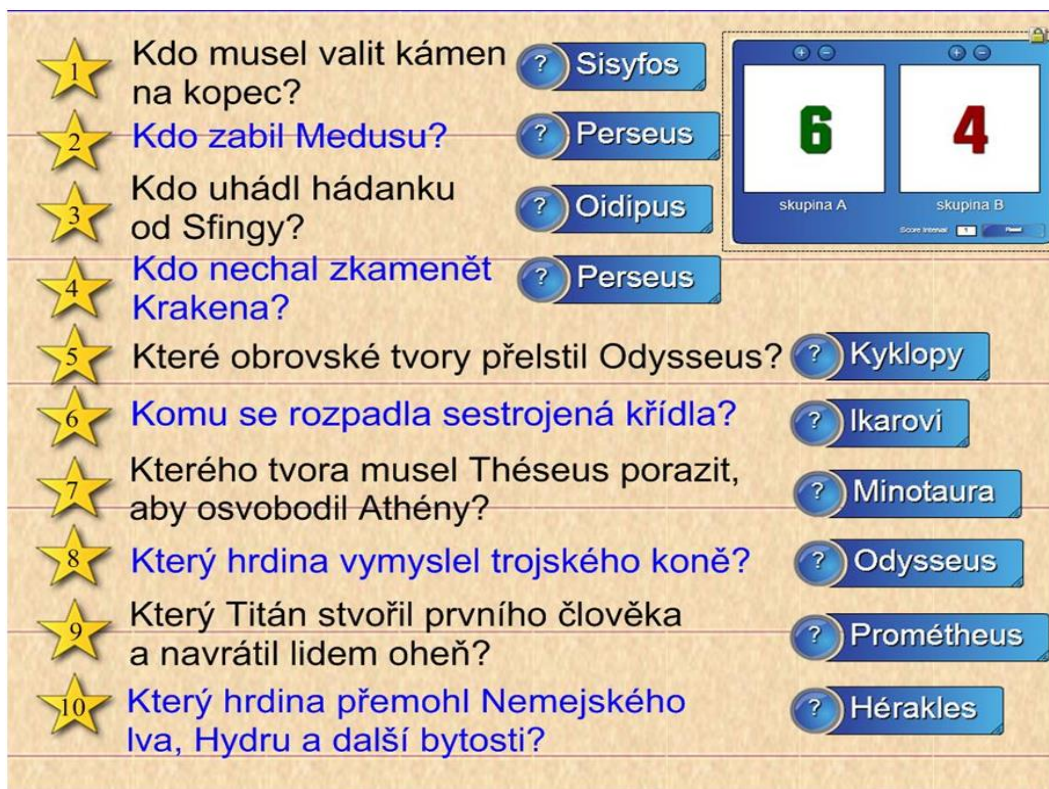 1
Kdo musel valit kámen
na kopec?
? Sisyfos
2
Kdo zabil Medusu?
? Perseus
3
Kdo uhádl hádanku
od Sfingy?
? Oidipus
4
Kdo nechal zkamenět
Krakena?
? Perseus
5
Které obrovské tvory přelstil Odysseus?
? Kyklopy
6
Komu se rozpadla sestrojená křídla?
? Ikarovi
7
Kterého tvora musel Théseus porazit,
aby osvobodil Athény?
? Minotaura
8
Který hrdina vymyslel trojského koně?
? Odysseus
9
Který Titán stvořil prvního člověka
a navrátil lidem oheň?
? Prométheus
10
Který hrdina přemohl Nemejského
lva, Hydru a další bytosti?
? Hérakles
+ − + −
6 4
skupina A skupina B
Score Interval 1 Reset